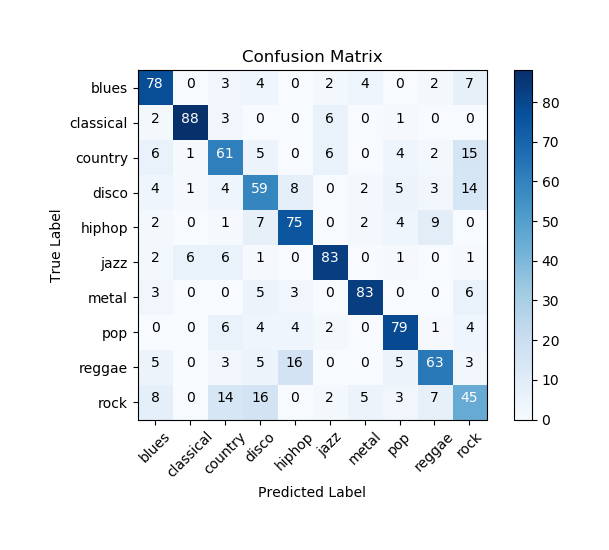 Confusion Matrix
True Label
blues 78 0 3 4 0 2 4 0 2 7
classical 2 88 3 0 0 6 0 1 0 0
country 6 1 61 5 0 6 0 4 2 15
disco 4 1 4 59 8 0 2 5 3 14
hiphop 2 0 1 7 75 0 2 4 9 0
jazz 2 6 6 1 0 83 0 1 0 1
metal 3 0 0 5 3 0 83 0 0 6
pop 0 0 6 4 4 2 0 79 1 4
reggae 5 0 3 5 16 0 0 5 63 3
rock 8 0 14 16 0 2 5 3 7 45
blues classical country disco hiphop jazz metal pop reggae rock
Predicted Label
80
70
60
50
40
30
20
10
0